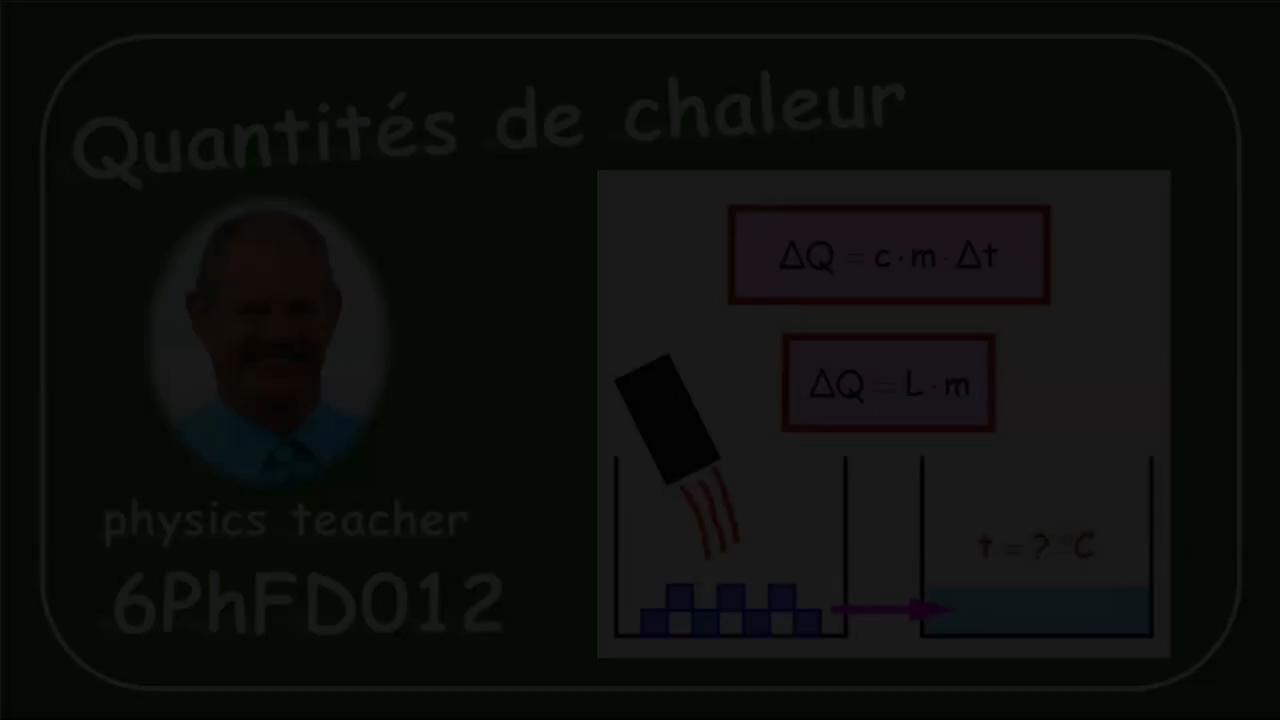 Quantités de chaleur
ΔQ = c·m·Δt
ΔQ = L·m
t = ? °C
physics teacher
6PhFD012